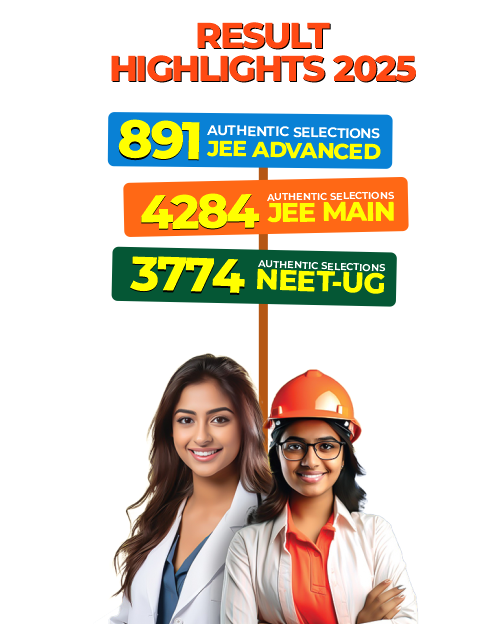 RESULT
HIGHLIGHTS 2025
891 AUTHENTIC SELECTIONS
JEE ADVANCED
4284 AUTHENTIC SELECTIONS
JEE MAIN
3774 AUTHENTIC SELECTIONS
NEET-UG